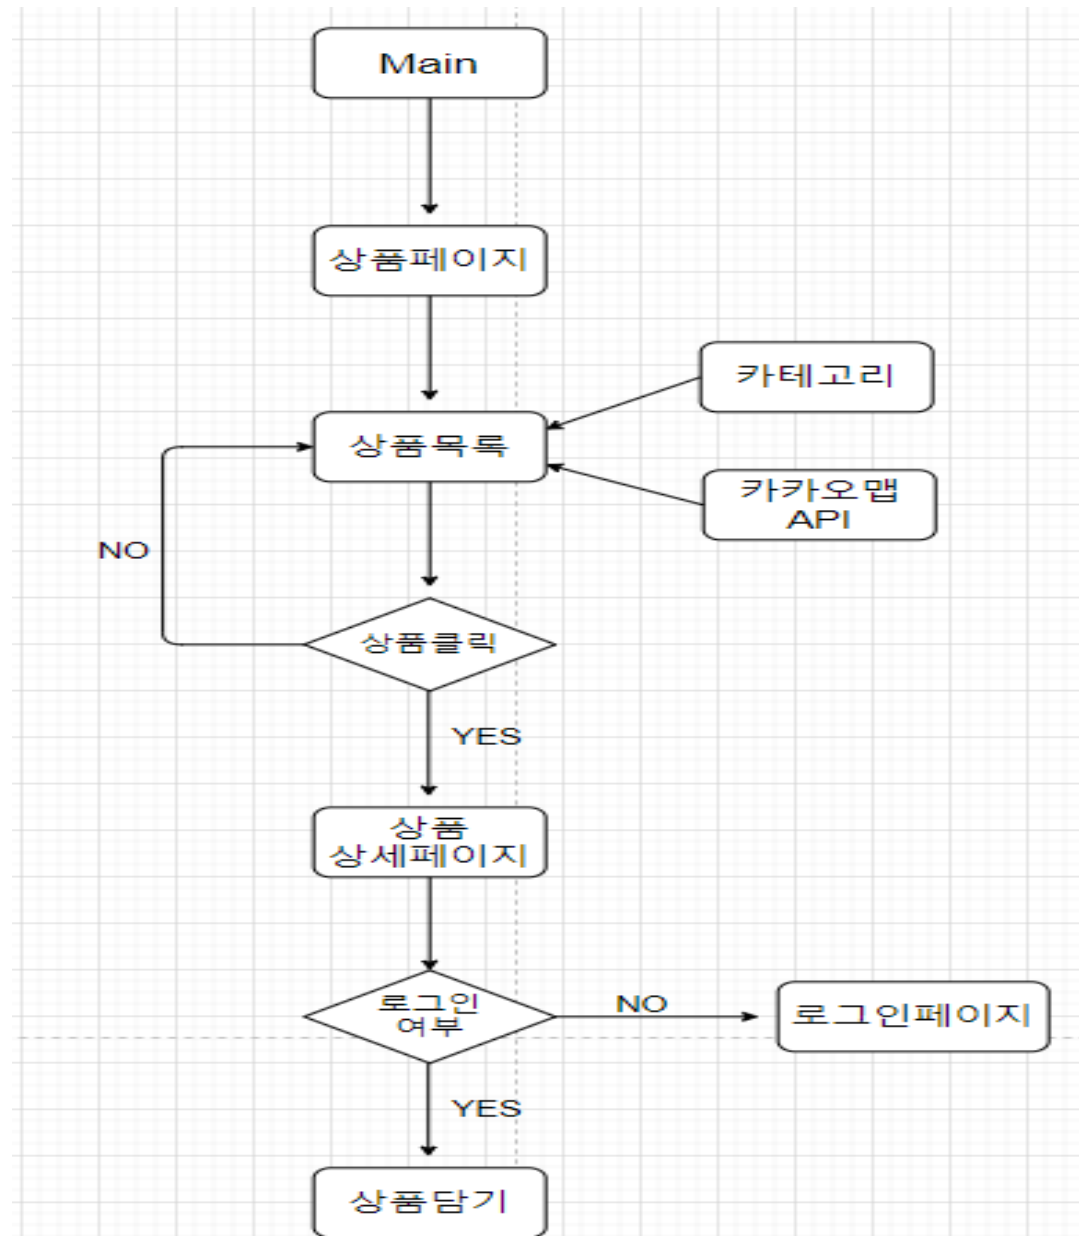 Main
상품페이지
카테고리
상품목록
카카오맵
API
NO
상품클릭
YES
상품
상세페이지
로그인
여부
NO
로그인페이지
YES
상품담기